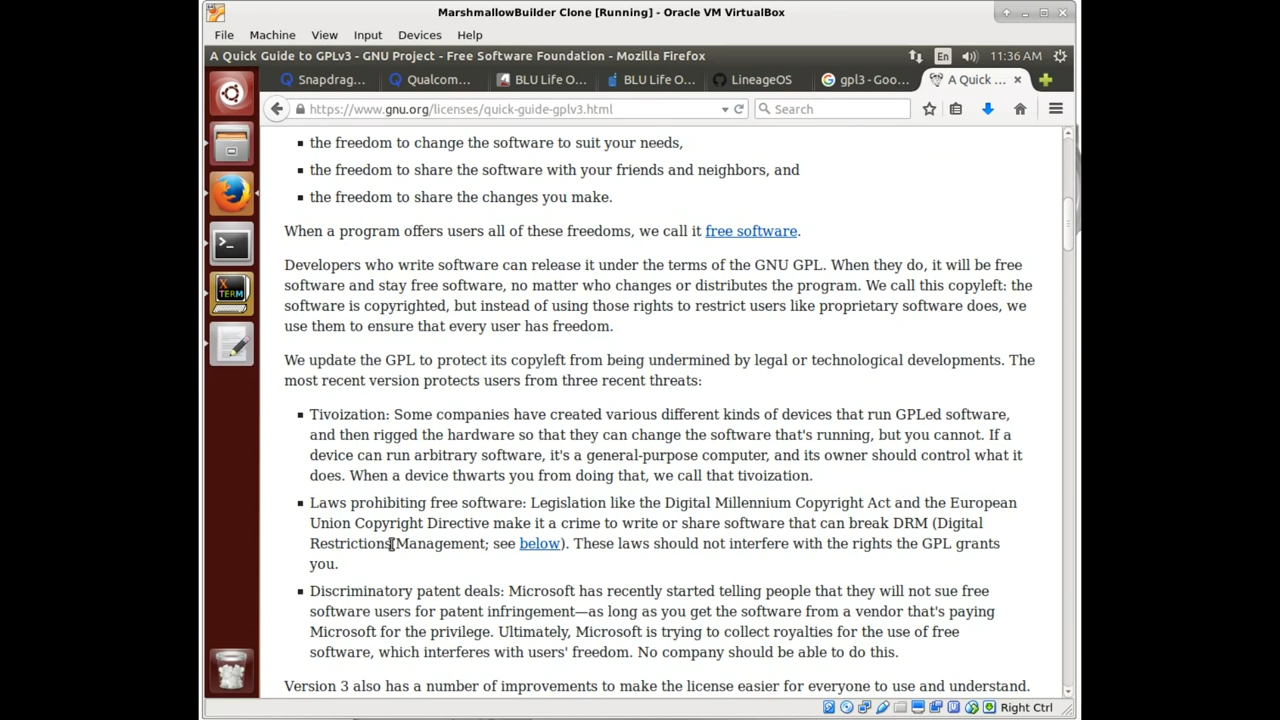 MarshmallowBuilder Clone [Running] - Oracle VM VirtualBox
File Machine View Input Devices Help
A Quick Guide to GPLv3 - GNU Project - Free Software Foundation - Mozilla Firefox
En 11:36 AM
Snapdrag... Qualcom... BLU Life O... BLU Life O... LineageOS gpl3 - Goo... A Quick ...
https://www.gnu.org/licenses/quick-guide-gplv3.html Search
the freedom to change the software to suit your needs,
the freedom to share the software with your friends and neighbors, and
the freedom to share the changes you make.
When a program offers users all of these freedoms, we call it free software.
Developers who write software can release it under the terms of the GNU GPL. When they do, it will be free
software and stay free software, no matter who changes or distributes the program. We call this copyleft: the
software is copyrighted, but instead of using those rights to restrict users like proprietary software does, we
use them to ensure that every user has freedom.
We update the GPL to protect its copyleft from being undermined by legal or technological developments. The
most recent version protects users from three recent threats:
Tivoization: Some companies have created various different kinds of devices that run GPLed software,
and then rigged the hardware so that they can change the software that's running, but you cannot. If a
device can run arbitrary software, it's a general-purpose computer, and its owner should control what it
does. When a device thwarts you from doing that, we call that tivoization.
Laws prohibiting free software: Legislation like the Digital Millennium Copyright Act and the European
Union Copyright Directive make it a crime to write or share software that can break DRM (Digital
Restrictions Management; see below). These laws should not interfere with the rights the GPL grants
you.
Discriminatory patent deals: Microsoft has recently started telling people that they will not sue free
software users for patent infringement—as long as you get the software from a vendor that's paying
Microsoft for the privilege. Ultimately, Microsoft is trying to collect royalties for the use of free
software, which interferes with users' freedom. No company should be able to do this.
Version 3 also has a number of improvements to make the license easier for everyone to use and understand.
X TERM
Right Ctrl